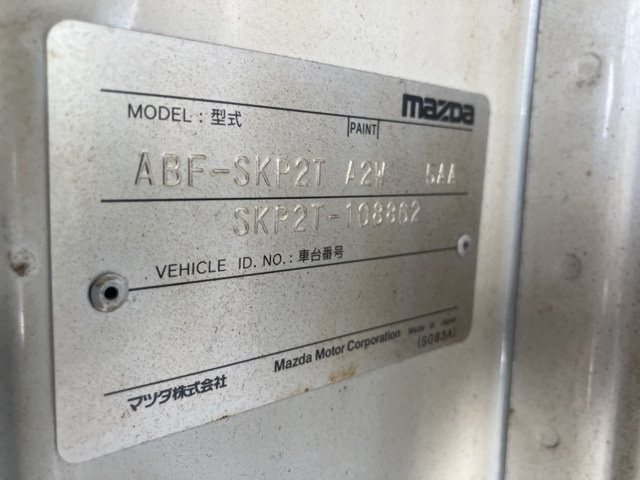 mazda
MODEL : 型式 PAINT
ABF-SKP2T A2W 5AA
SKP2T-108862
VEHICLE ID. NO. : 車台番号
マツダ株式会社 Mazda Motor Corporation Made in Japan
(S083A)